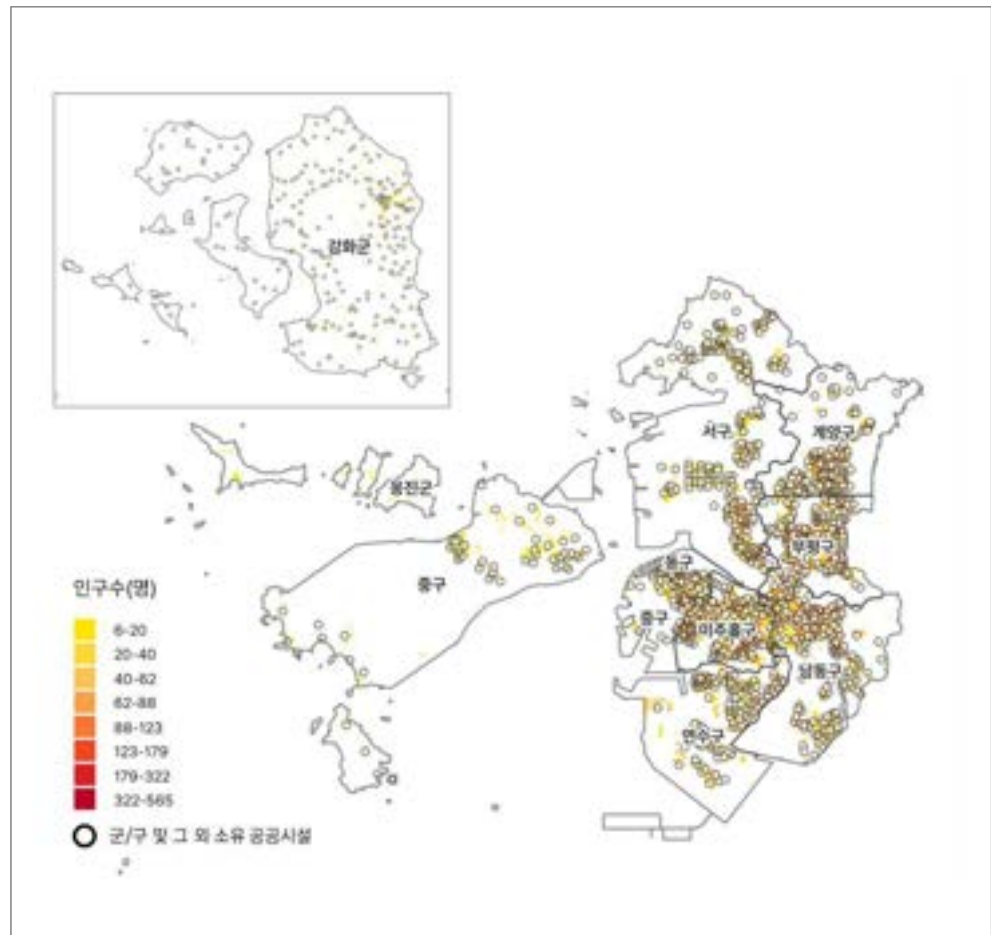 강화군
서구
계양구
옹진군
부평구
동구
중구
중구
미추홀구
남동구
연수구
인구수(명)
6-20
20-40
40-62
62-88
88-123
123-179
179-322
322-565
군/구 및 그 외 소유 공공시설